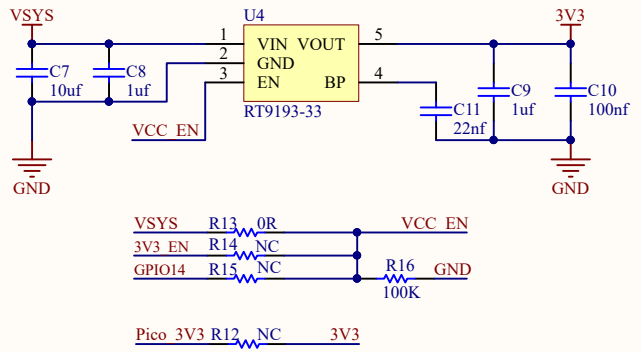 VSYS U4 3V3
1 VIN VOUT 5
2 GND
3 EN BP 4
C7 10uf
C8 1uf
RT9193-33
C11 22nf
C9 1uf
C10 100nf
VCC_EN
GND GND
VSYS R13 0R VCC_EN
3V3_EN R14 NC
GPIO14 R15 NC R16 GND
100K
Pico_3V3 R12 NC 3V3